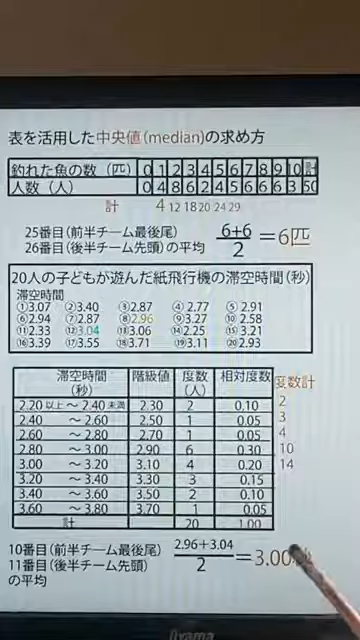 表を活用した中央値(median)の求め方
釣れた魚の数（匹） 0 1 2 3 4 5 6 7 8 9 10 計
人数（人） 0 4 8 6 2 4 5 6 6 6 3 50
計 4 12 18 20 24 29
25番目(前半チーム最後尾)
26番目(後半チーム先頭)の平均
6+6
2
=6匹
20人の子どもが遊んだ紙飛行機の滞空時間(秒)
滞空時間
①3.07 ②3.40 ③2.87 ④2.77 ⑤2.91
⑥2.94 ⑦2.87 ⑧2.96 ⑨3.27 ⑩2.58
⑪2.33 ⑫3.04 ⑬3.06 ⑭2.25 ⑮3.21
⑯3.39 ⑰3.55 ⑱3.71 ⑲3.11 ⑳2.93
滞空時間（秒） 階級値 度数（人） 相対度数 度数計
2.20以上～2.40未満 2.30 2 0.10 2
2.40 ～2.60 2.50 1 0.05 3
2.60 ～2.80 2.70 1 0.05 4
2.80 ～3.00 2.90 6 0.30 10
3.00 ～3.20 3.10 4 0.20 14
3.20 ～3.40 3.30 3 0.15
3.40 ～3.60 3.50 2 0.10
3.60 ～3.80 3.70 1 0.05
計 20 1.00
10番目(前半チーム最後尾)
11番目(後半チーム先頭)
の平均
2.96+3.04
2
=3.00秒
iiyama